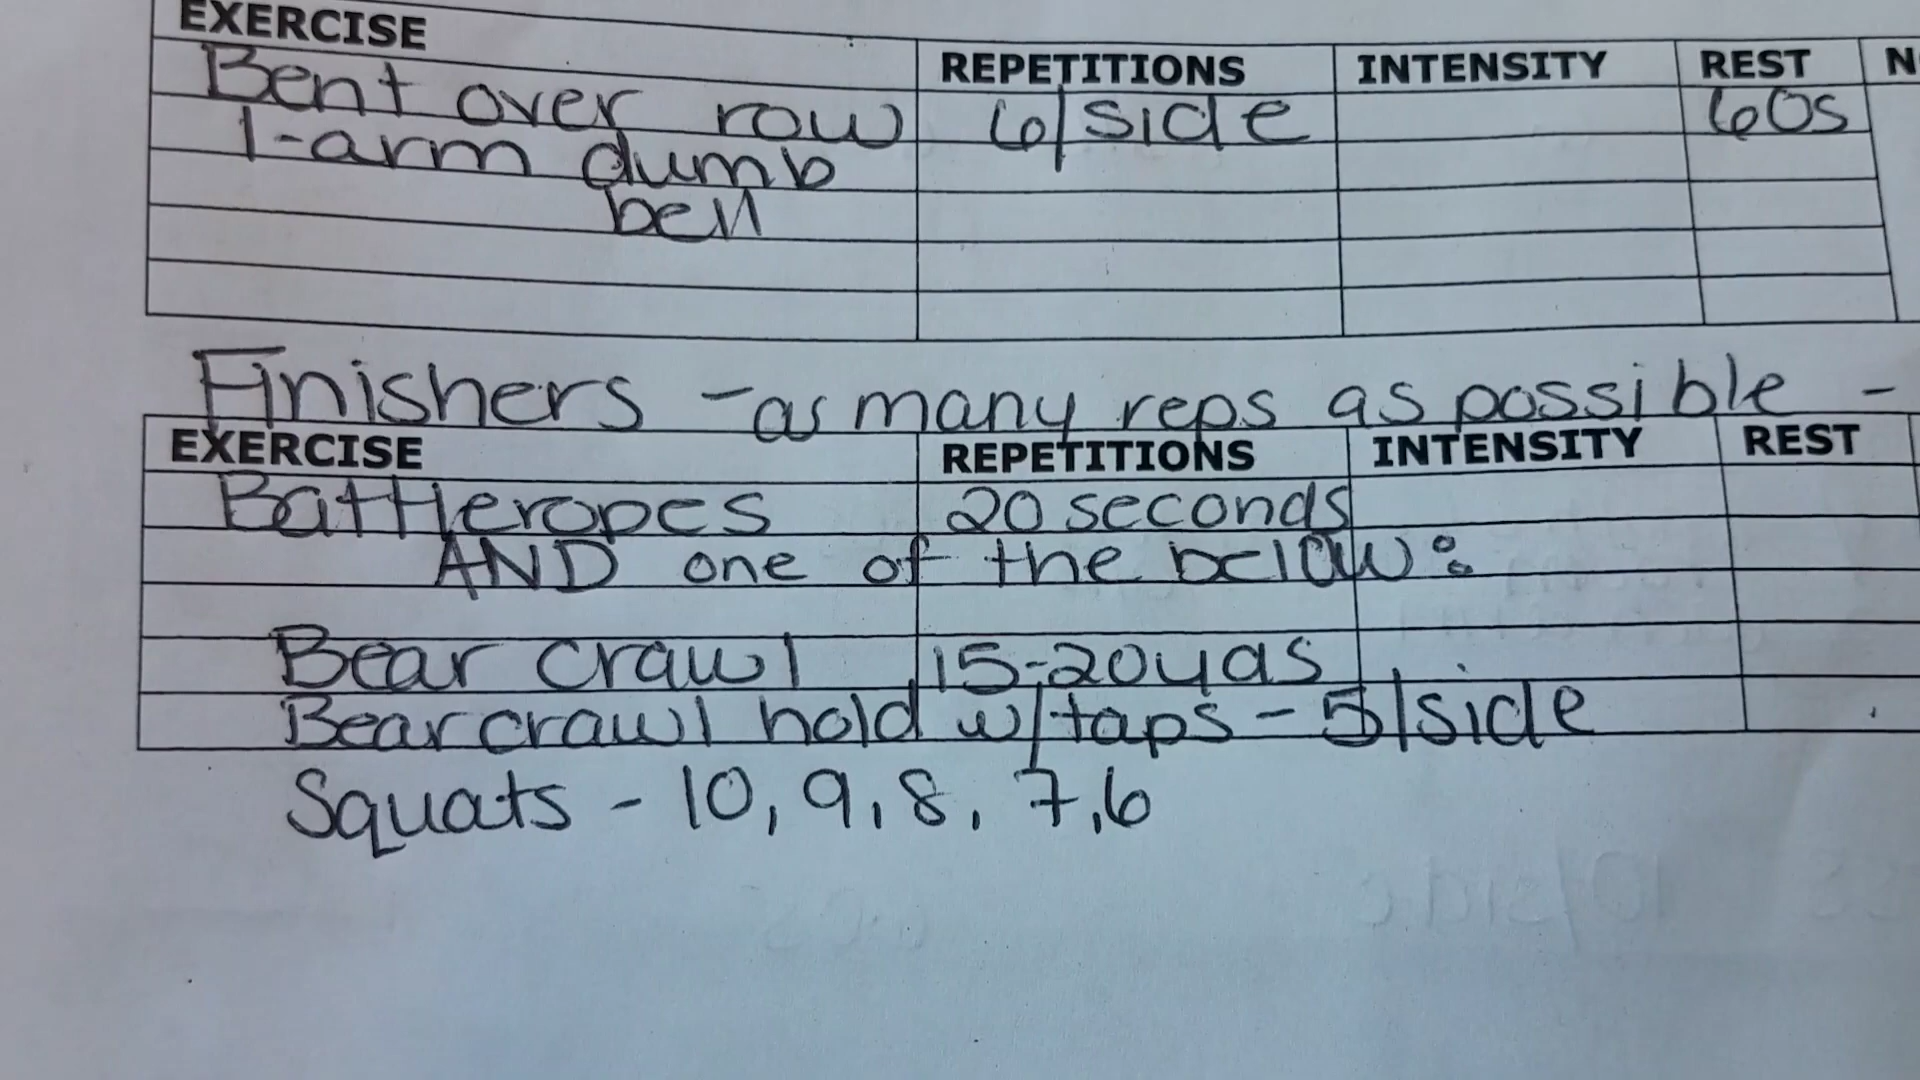 EXERCISE REPETITIONS INTENSITY REST N
Bent over row 6/side 60s
1-arm dumb
bell
Finishers - as many reps as possible -
EXERCISE REPETITIONS INTENSITY REST
Battleropes 20 seconds
AND one of the below:
Bear crawl 15-20yds
Bear crawl hold w/taps - 5/side
Squats - 10, 9, 8, 7, 6